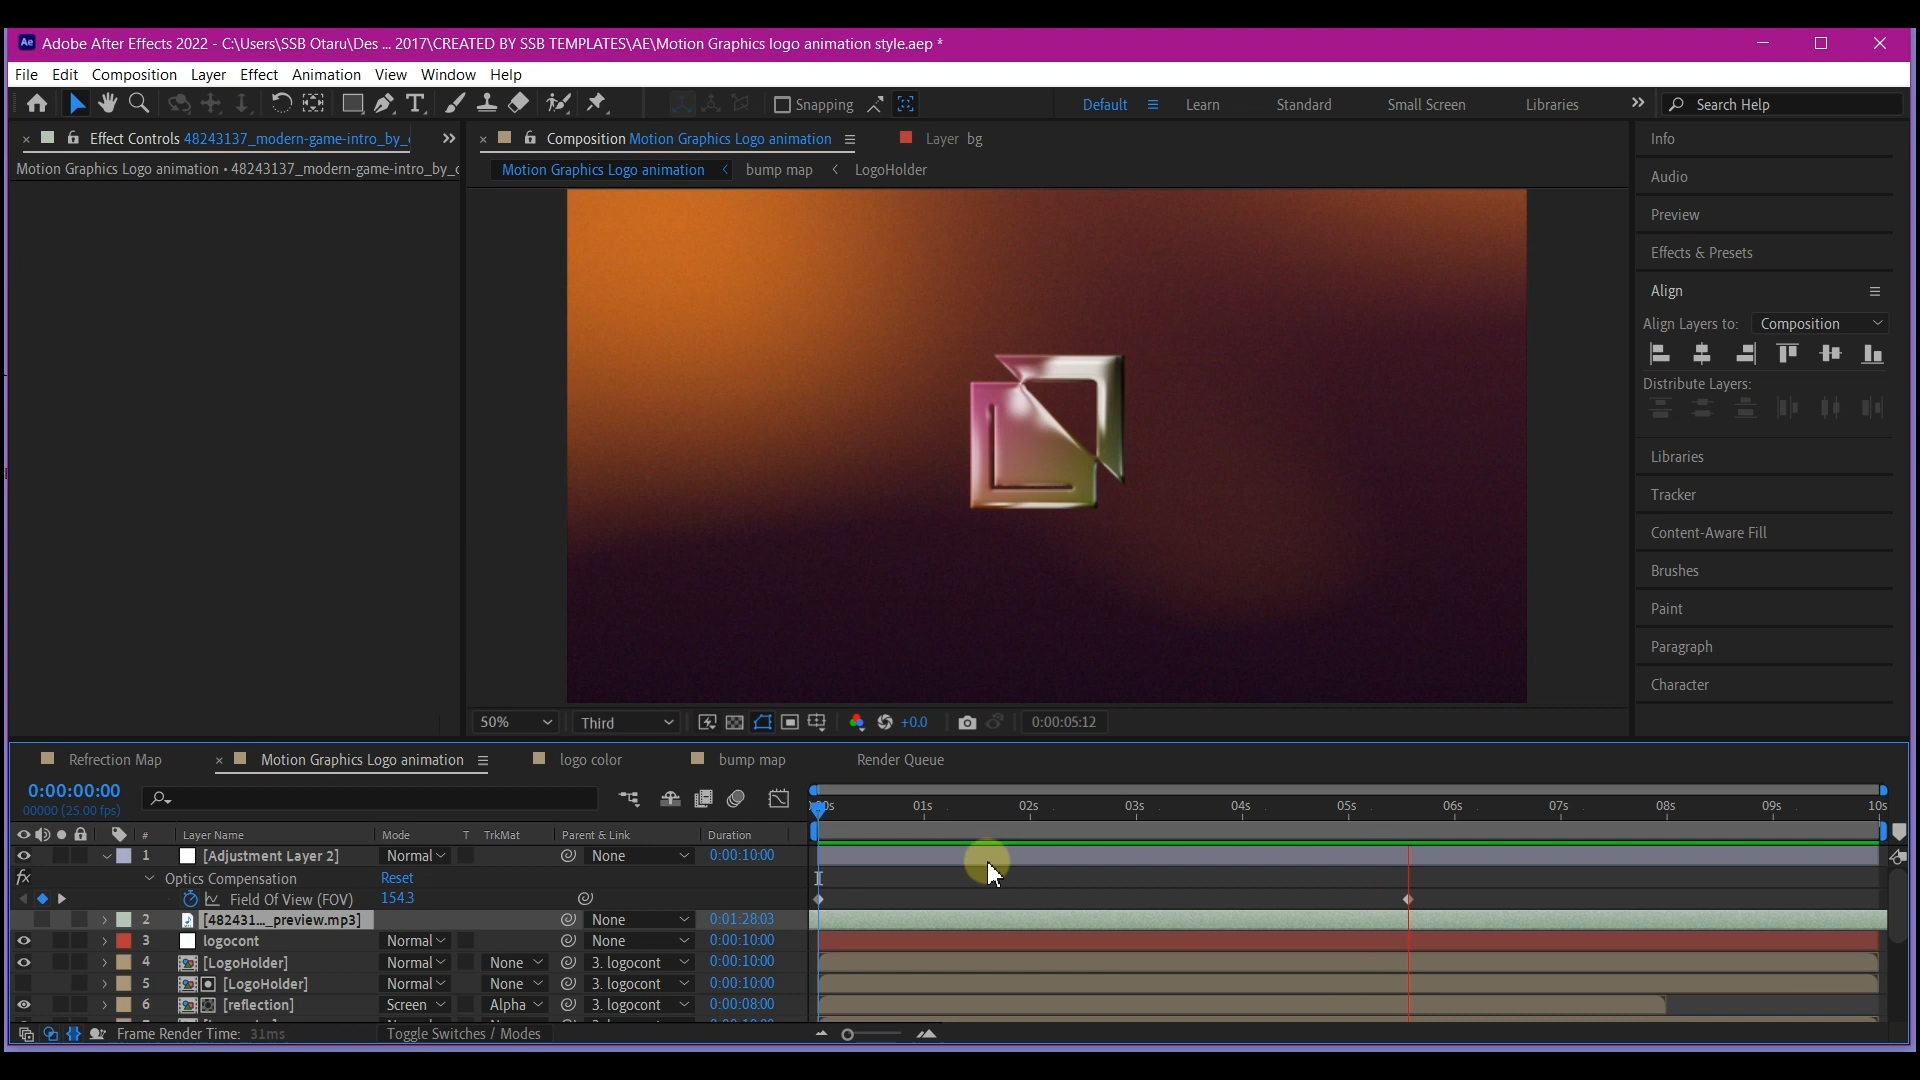 Ae Adobe After Effects 2022 - C:\Users\SSB Otaru\Des ... 2017\CREATED BY SSB TEMPLATES\AE\Motion Graphics logo animation style.aep *
File Edit Composition Layer Effect Animation View Window Help
Snapping Default Learn Standard Small Screen Libraries Search Help
Effect Controls 48243137_modern-game-intro_by_
Composition Motion Graphics Logo animation
Layer bg
Motion Graphics Logo animation • 48243137_modern-game-intro_by_
Motion Graphics Logo animation bump map LogoHolder
Info
Audio
Preview
Effects & Presets
Align
Align Layers to: Composition
Distribute Layers:
Libraries
Tracker
Content-Aware Fill
Brushes
Paint
Paragraph
Character
50% Third +0.0 0:00:05:12
Refrection Map Motion Graphics Logo animation logo color bump map Render Queue
0:00:00:00
00000 (25.00 fps)
01s 02s 03s 04s 05s 06s 07s 08s 09s 10s
# Layer Name Mode T TrkMat Parent & Link Duration
1 [Adjustment Layer 2] Normal None 0:00:10:00
fx Optics Compensation Reset
Field Of View (FOV) 154.3
2 [482431..._preview.mp3] None 0:01:28:03
3 logocont Normal None 0:00:10:00
4 [LogoHolder] Normal None 3. logocont 0:00:10:00
5 [LogoHolder] Normal None 3. logocont 0:00:10:00
6 [reflection] Screen Alpha 3. logocont 0:00:08:00
Frame Render Time: 31ms Toggle Switches / Modes